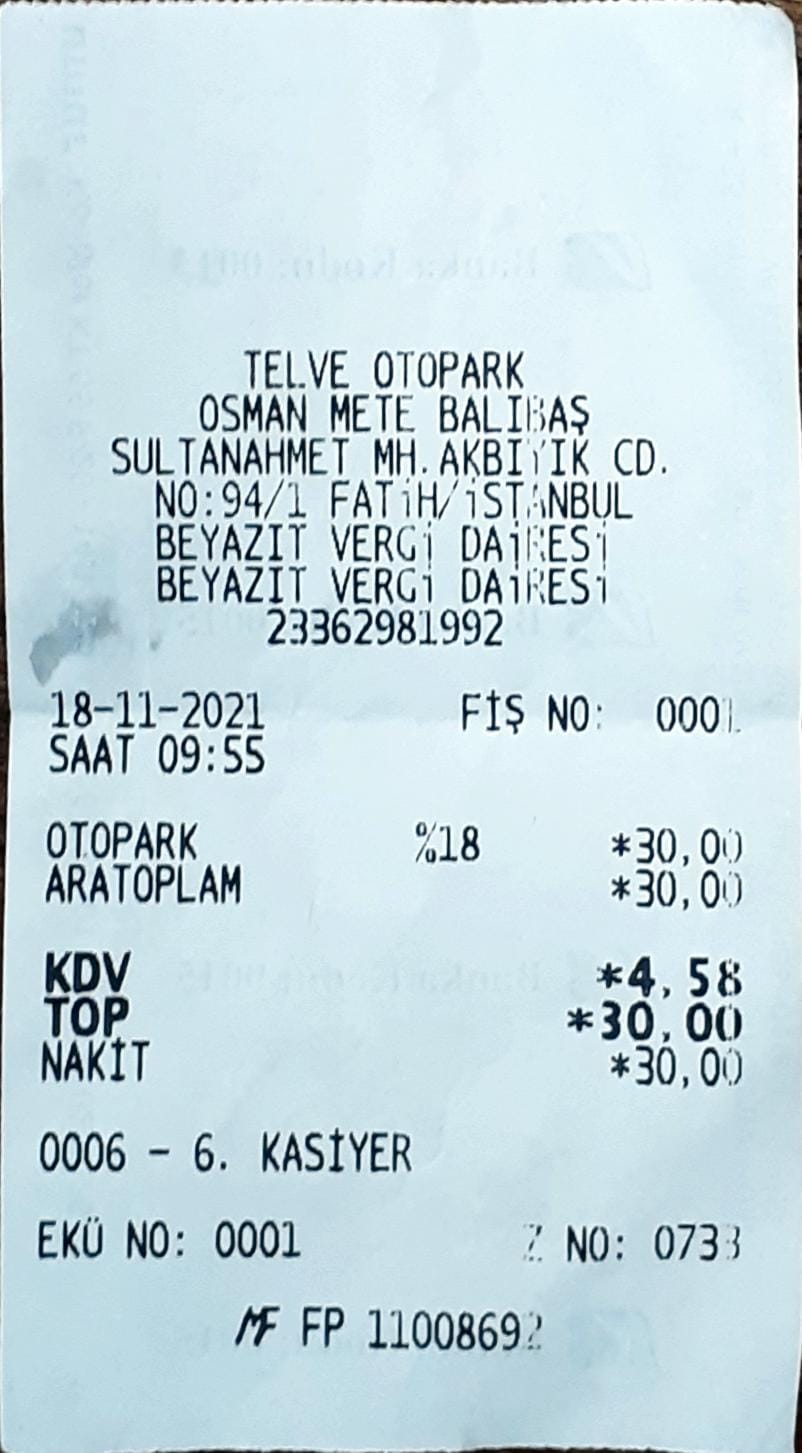 TELVE OTOPARK
OSMAN METE BALIBAŞ
SULTANAHMET MH.AKBIYIK CD.
NO:94/1 FATİH/İSTANBUL
BEYAZIT VERGİ DAİRESİ
BEYAZIT VERGİ DAİRESİ
23362981992
18-11-2021 FİŞ NO: 0001
SAAT 09:55
OTOPARK %18 *30,00
ARATOPLAM *30,00
KDV *4,58
TOP *30,00
NAKİT *30,00
0006 - 6. KASİYER
EKÜ NO: 0001 Z NO: 0733
MF FP 11008692